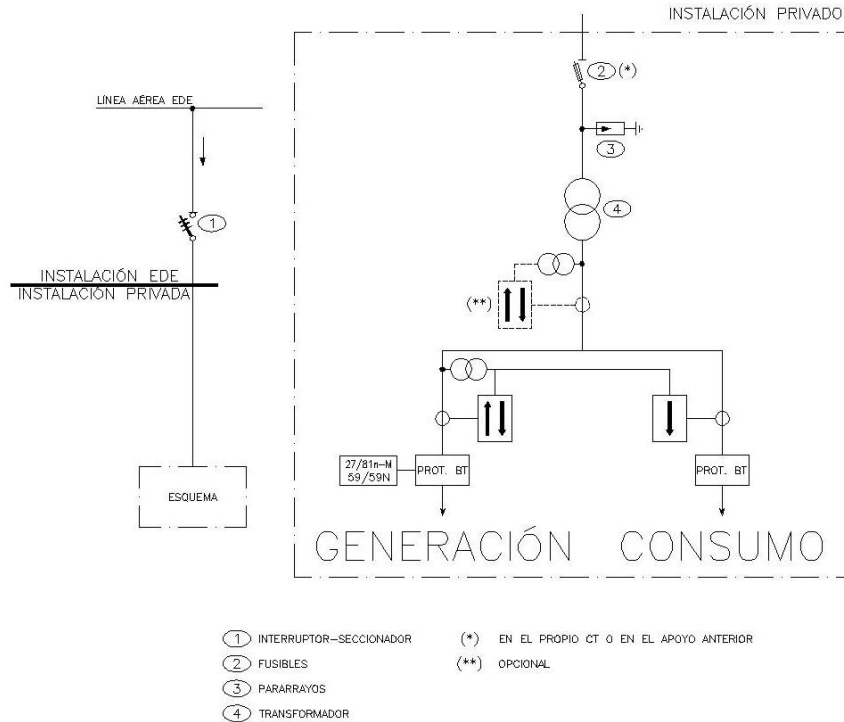 INSTALACIÓN PRIVADO
2 (*)
LÍNEA AÉREA EDE
3
4
1
INSTALACIÓN EDE
INSTALACIÓN PRIVADA
(**)
27/81m-M
59/59N
PROT. BT
PROT. BT
ESQUEMA
GENERACIÓN CONSUMO
1 INTERRUPTOR-SECCIONADOR
(*) EN EL PROPIO CT O EN EL APOYO ANTERIOR
2 FUSIBLES
(**) OPCIONAL
3 PARARRAYOS
4 TRANSFORMADOR